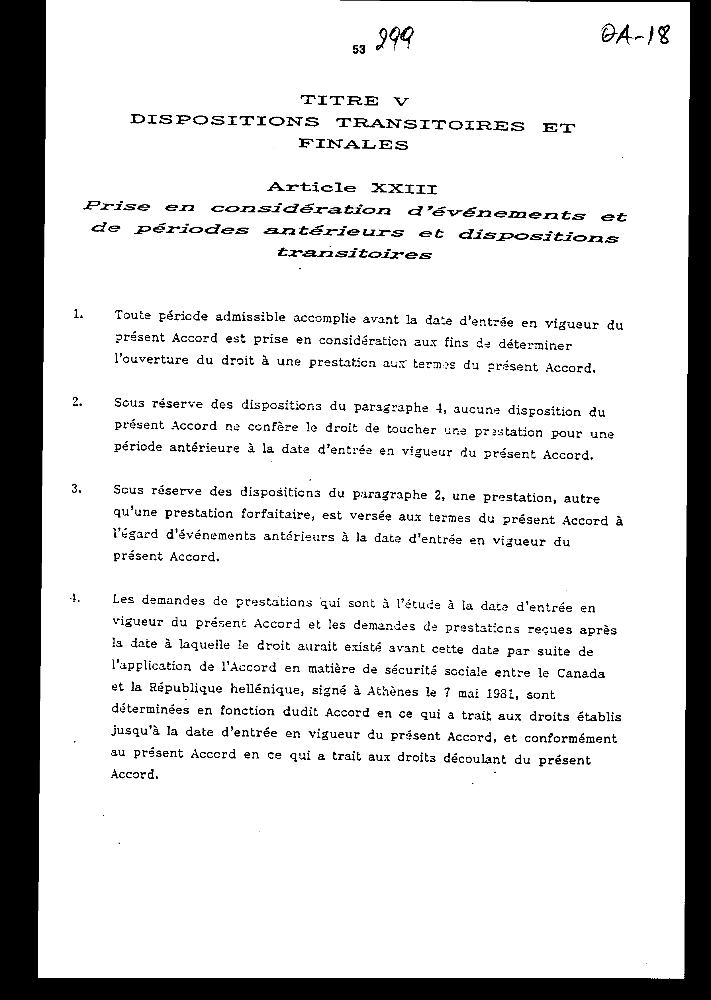 53 299
ΘΑ-18
TITRE V
DISPOSITIONS TRANSITOIRES ET
FINALES
Article XXIII
Prise en considération d'événements et
de périodes antérieurs et dispositions
transitoires
1. Toute période admissible accomplie avant la date d'entrée en vigueur du
présent Accord est prise en considération aux fins de déterminer
l'ouverture du droit à une prestation aux termes du présent Accord.
2. Sous réserve des dispositions du paragraphe 4, aucune disposition du
présent Accord ne confère le droit de toucher une prestation pour une
période antérieure à la date d'entrée en vigueur du présent Accord.
3. Sous réserve des dispositions du paragraphe 2, une prestation, autre
qu'une prestation forfaitaire, est versée aux termes du présent Accord à
l'égard d'événements antérieurs à la date d'entrée en vigueur du
présent Accord.
4. Les demandes de prestations qui sont à l'étude à la date d'entrée en
vigueur du présent Accord et les demandes de prestations reçues après
la date à laquelle le droit aurait existé avant cette date par suite de
l'application de l'Accord en matière de sécurité sociale entre le Canada
et la République hellénique, signé à Athènes le 7 mai 1981, sont
déterminées en fonction dudit Accord en ce qui a trait aux droits établis
jusqu'à la date d'entrée en vigueur du présent Accord, et conformément
au présent Accord en ce qui a trait aux droits découlant du présent
Accord.